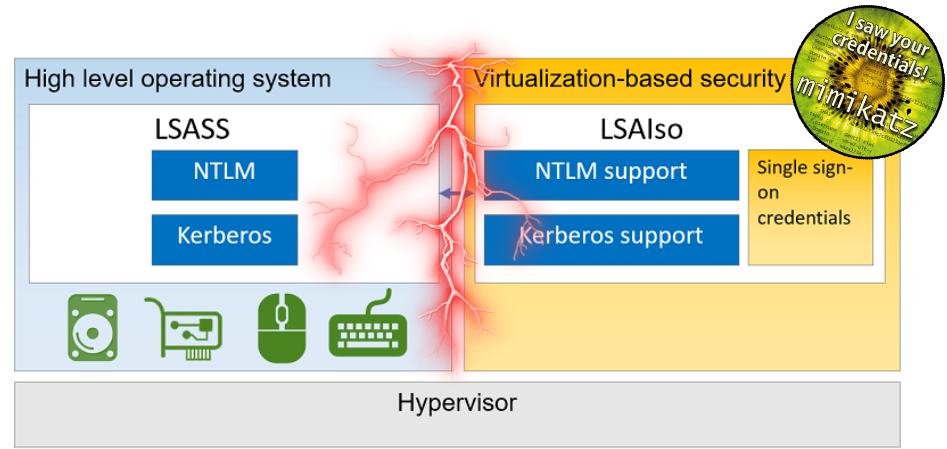 High level operating system
Virtualization-based security
I saw your
credentials!
mimikatz
LSASS
LSAIso
NTLM
NTLM support
Single sign-
on
credentials
Kerberos
Kerberos support
Hypervisor